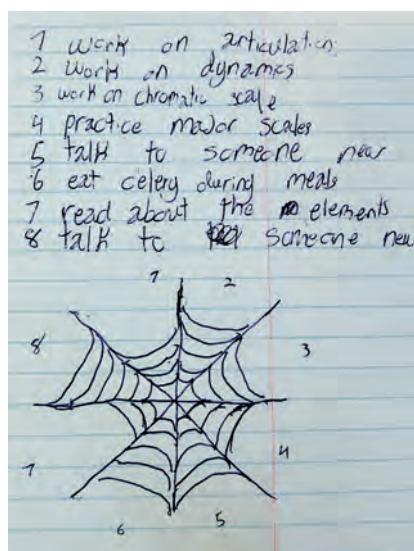 1 work on articulation
2 work on dynamics
3 work on chromatic scale
4 practice major scales
5 talk to someone new
6 eat celery during meals
7 read about the elements
8 talk to someone new
1 2
8 3
7 4
6 5